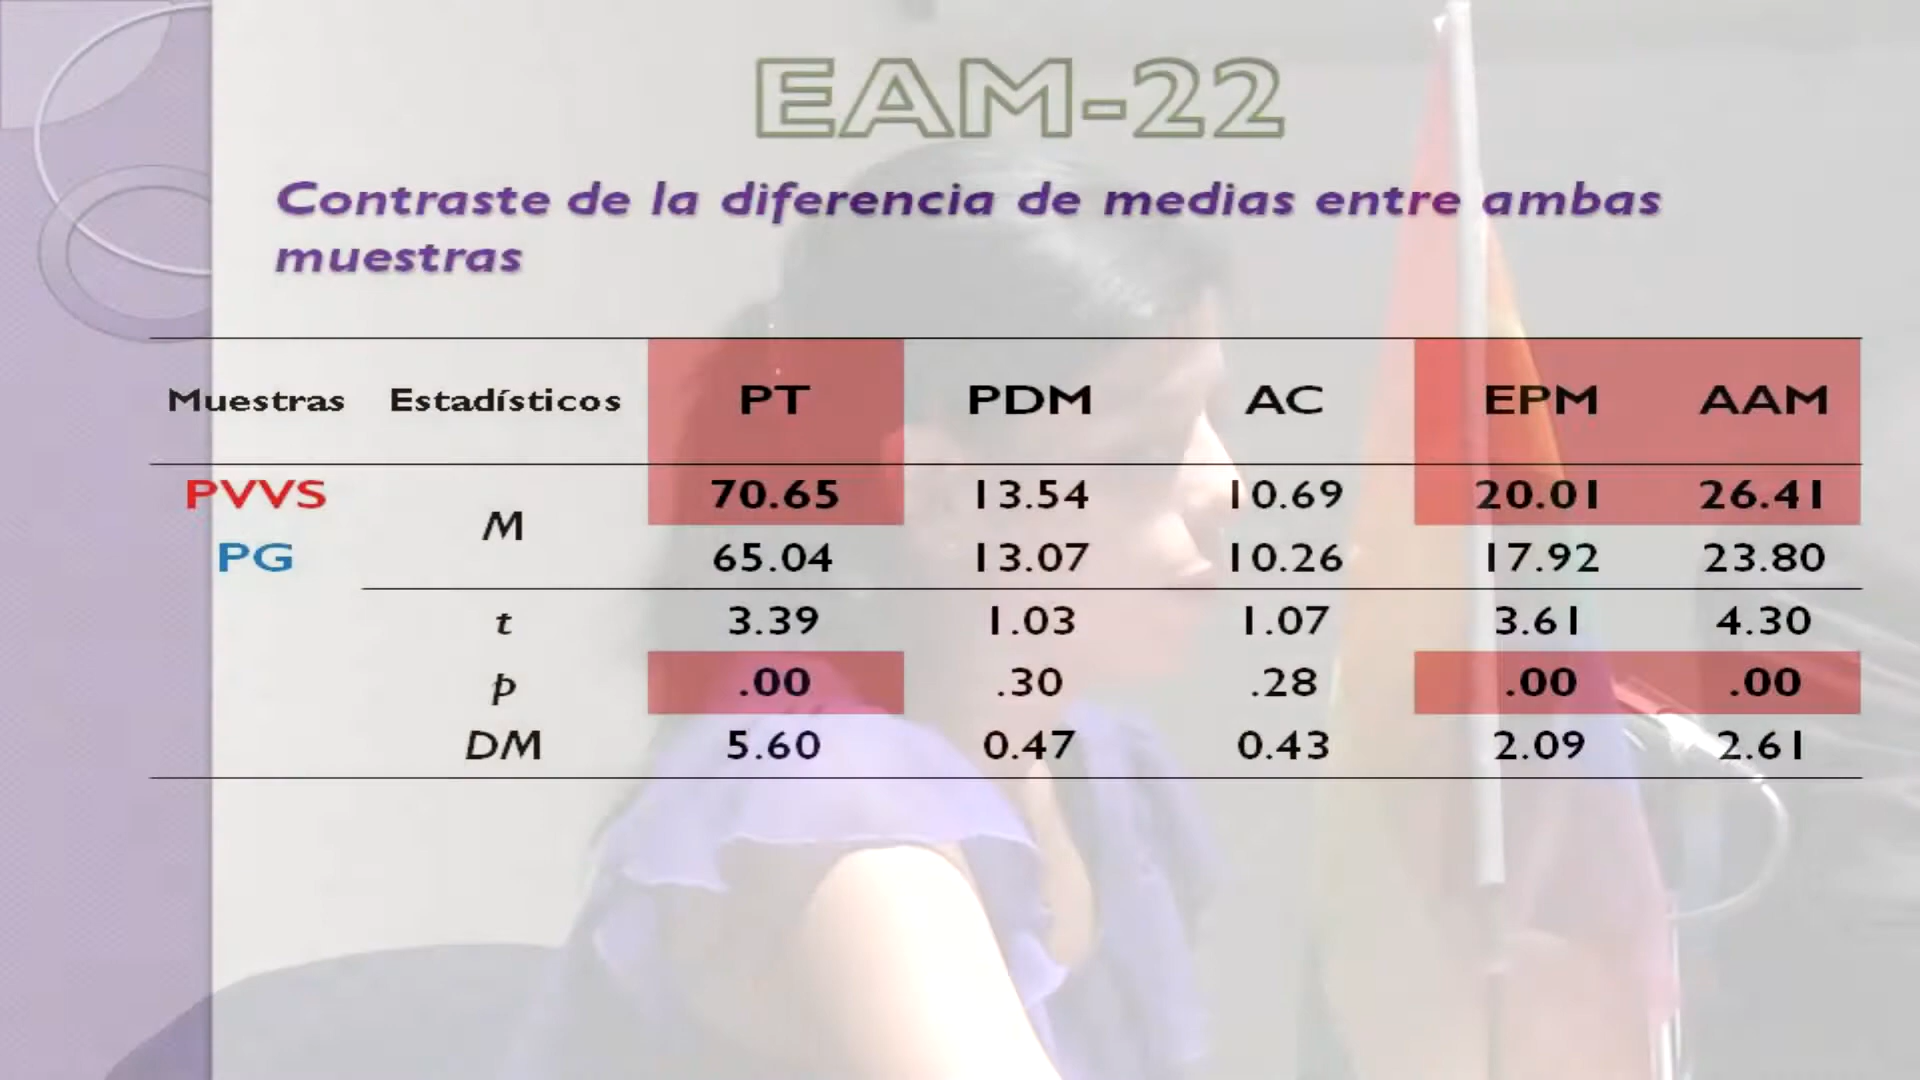 EAM-22
Contraste de la diferencia de medias entre ambas
muestras
Muestras Estadísticos PT PDM AC EPM AAM
PVVS M 70.65 13.54 10.69 20.01 26.41
PG 65.04 13.07 10.26 17.92 23.80
t 3.39 1.03 1.07 3.61 4.30
p .00 .30 .28 .00 .00
DM 5.60 0.47 0.43 2.09 2.61